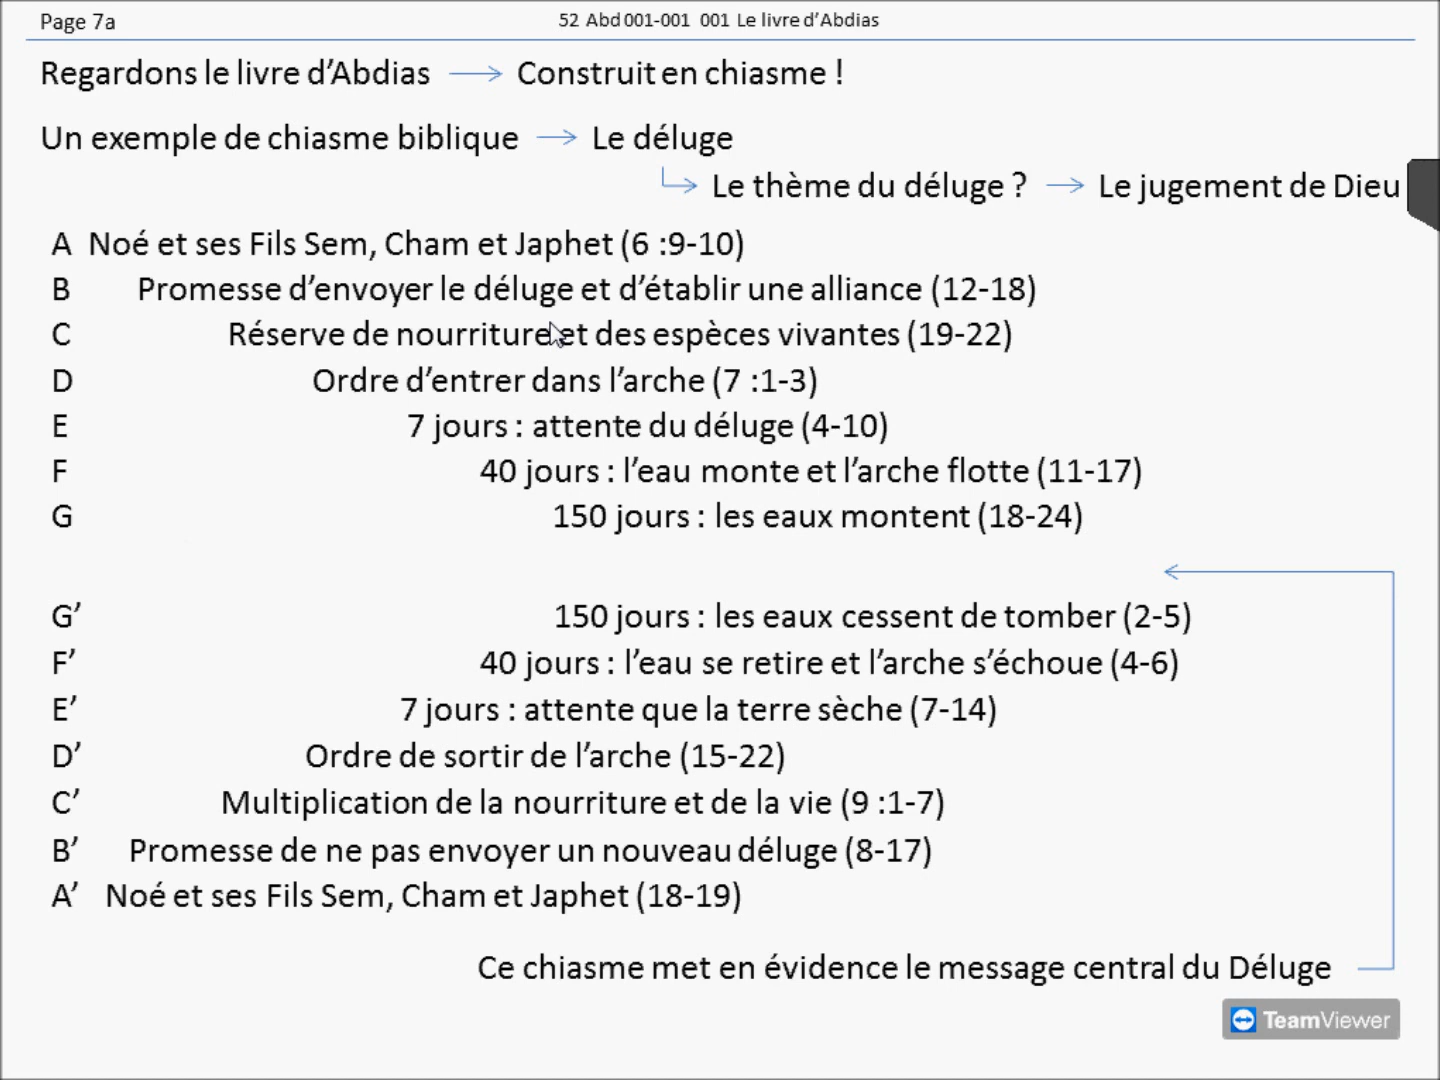 Page 7a
52 Abd 001-001 001 Le livre d’Abdias
Regardons le livre d’Abdias → Construit en chiasme !
Un exemple de chiasme biblique → Le déluge
Le thème du déluge ? → Le jugement de Dieu
A Noé et ses Fils Sem, Cham et Japhet (6 :9-10)
B Promesse d’envoyer le déluge et d’établir une alliance (12-18)
C Réserve de nourriture et des espèces vivantes (19-22)
D Ordre d’entrer dans l’arche (7 :1-3)
E 7 jours : attente du déluge (4-10)
F 40 jours : l’eau monte et l’arche flotte (11-17)
G 150 jours : les eaux montent (18-24)
G’ 150 jours : les eaux cessent de tomber (2-5)
F’ 40 jours : l’eau se retire et l’arche s’échoue (4-6)
E’ 7 jours : attente que la terre sèche (7-14)
D’ Ordre de sortir de l’arche (15-22)
C’ Multiplication de la nourriture et de la vie (9 :1-7)
B’ Promesse de ne pas envoyer un nouveau déluge (8-17)
A’ Noé et ses Fils Sem, Cham et Japhet (18-19)
Ce chiasme met en évidence le message central du Déluge
TeamViewer